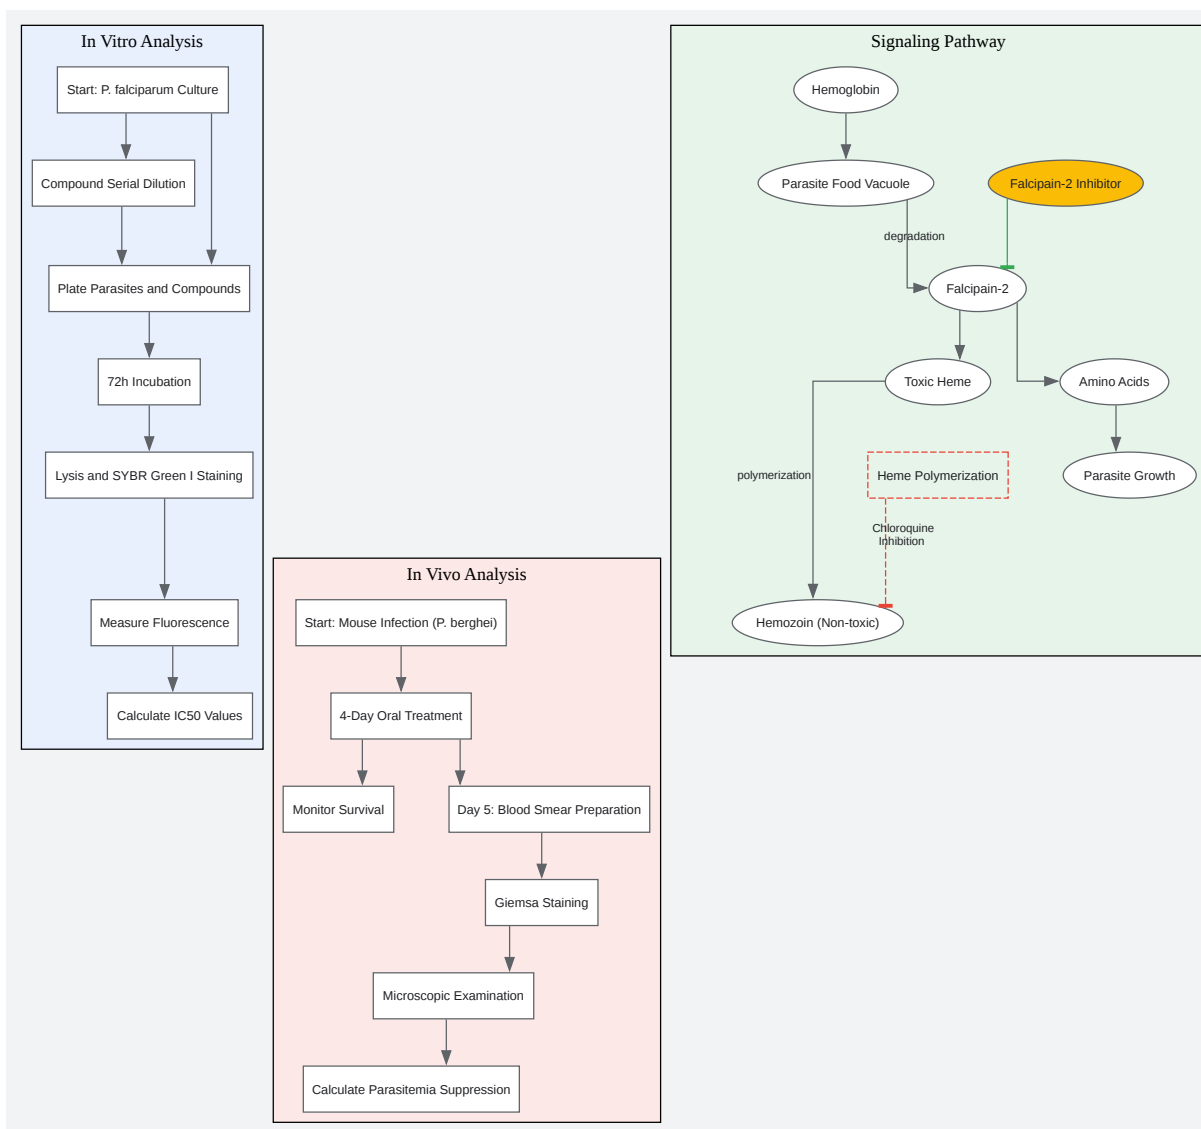 In Vitro Analysis
Start: P. falciparum Culture
Compound Serial Dilution
Plate Parasites and Compounds
72h Incubation
Lysis and SYBR Green I Staining
Measure Fluorescence
Calculate IC50 Values
In Vivo Analysis
Start: Mouse Infection (P. berghei)
4-Day Oral Treatment
Monitor Survival
Day 5: Blood Smear Preparation
Giemsa Staining
Microscopic Examination
Calculate Parasitemia Suppression
Signaling Pathway
Hemoglobin
Parasite Food Vacuole
Falcipain-2 Inhibitor
degradation
Falcipain-2
Toxic Heme
Amino Acids
polymerization
Heme Polymerization
Parasite Growth
Chloroquine
Inhibition
Hemozoin (Non-toxic)